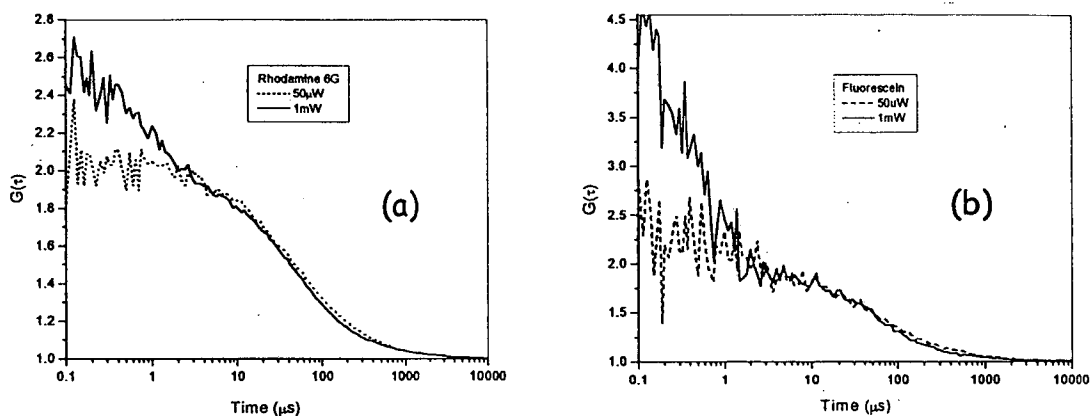 2.8
2.6
2.4
2.2
2.0
1.8
1.6
1.4
1.2
1.0
G(τ)
Rhodamine 6G
50µW
1mW
(a)
0.1 1 10 100 1000 10000
Time (µs)
4.5
4.0
3.5
3.0
2.5
2.0
1.5
1.0
G(τ)
Fluorescein
50uW
1mW
(b)
0.1 1 10 100 1000 10000
Time (µs)